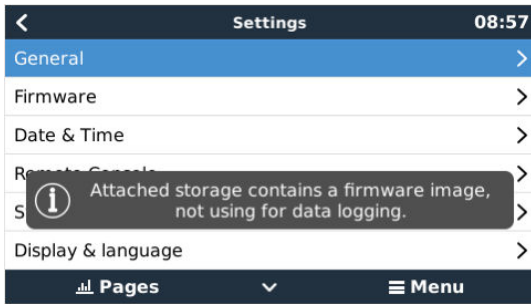 Settings 08:57
General
Firmware
Date & Time
Attached storage contains a firmware image,
not using for data logging.
Display & language
Pages Menu